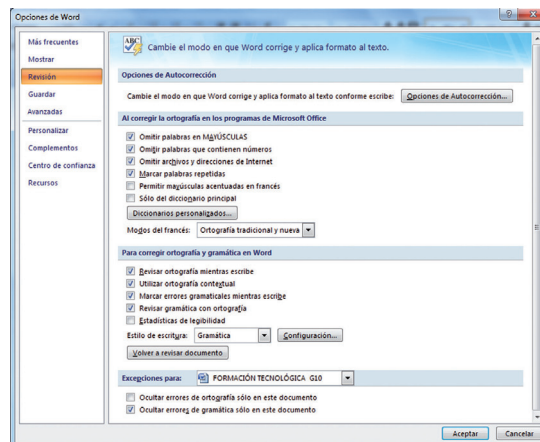 Opciones de Word
Más frecuentes
Mostrar
Revisión
Guardar
Avanzadas
Personalizar
Complementos
Centro de confianza
Recursos
ABC
Cambie el modo en que Word corrige y aplica formato al texto.
Opciones de Autocorrección
Cambie el modo en que Word corrige y aplica formato al texto conforme escribe: Opciones de Autocorrección...
Al corregir la ortografía en los programas de Microsoft Office
Omitir palabras en MAYÚSCULAS
Omitir palabras que contienen números
Omitir archivos y direcciones de Internet
Marcar palabras repetidas
Permitir mayúsculas acentuadas en francés
Sólo del diccionario principal
Diccionarios personalizados...
Modos del francés: Ortografía tradicional y nueva
Para corregir ortografía y gramática en Word
Revisar ortografía mientras escribe
Utilizar ortografía contextual
Marcar errores gramaticales mientras escribe
Revisar gramática con ortografía
Estadísticas de legibilidad
Estilo de escritura: Gramática Configuración...
Volver a revisar documento
Excepciones para: FORMACIÓN TECNOLÓGICA G10
Ocultar errores de ortografía sólo en este documento
Ocultar errores de gramática sólo en este documento
Aceptar Cancelar